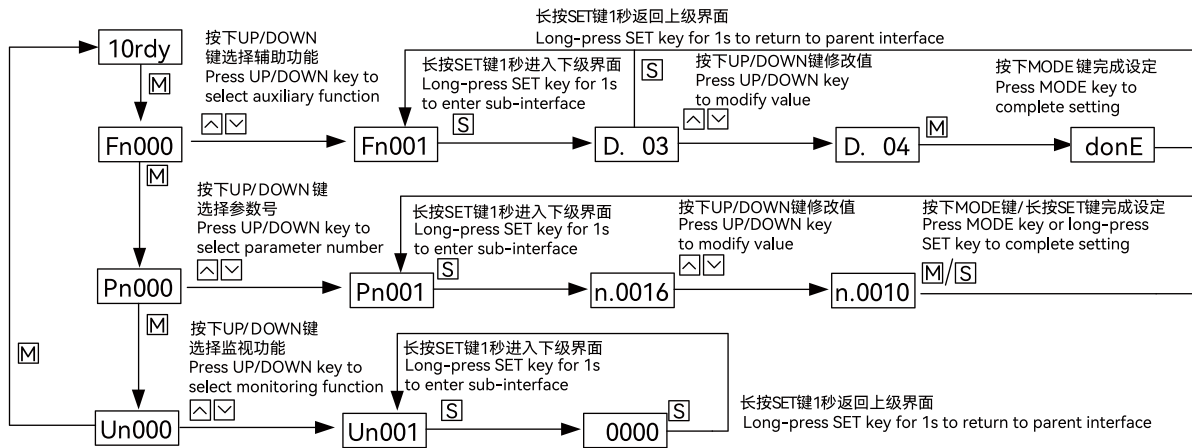 长按SET键1秒返回上级界面
Long-press SET key for 1s to return to parent interface
10rdy
M
按下UP/DOWN
键选择辅助功能
Press UP/DOWN key to
select auxiliary function
长按SET键1秒进入下级界面
Long-press SET key for 1s
to enter sub-interface
S
S
按下UP/DOWN键修改值
Press UP/DOWN key
to modify value
按下MODE键完成设定
Press MODE key to
complete setting
Fn000
Fn001
D. 03
D. 04
M
donE
M
按下UP/DOWN键
选择参数号
Press UP/DOWN key to
select parameter number
长按SET键1秒进入下级界面
Long-press SET key for 1s
to enter sub-interface
S
按下UP/DOWN键修改值
Press UP/DOWN key
to modify value
按下MODE键/长按SET键完成设定
Press MODE key or long-press
SET key to complete setting
M/S
Pn000
Pn001
n.0016
n.0010
M
M
按下UP/DOWN键
选择监视功能
Press UP/DOWN key to
select monitoring function
长按SET键1秒进入下级界面
Long-press SET key for 1s
to enter sub-interface
S
S
长按SET键1秒返回上级界面
Long-press SET key for 1s to return to parent interface
Un000
Un001
0000